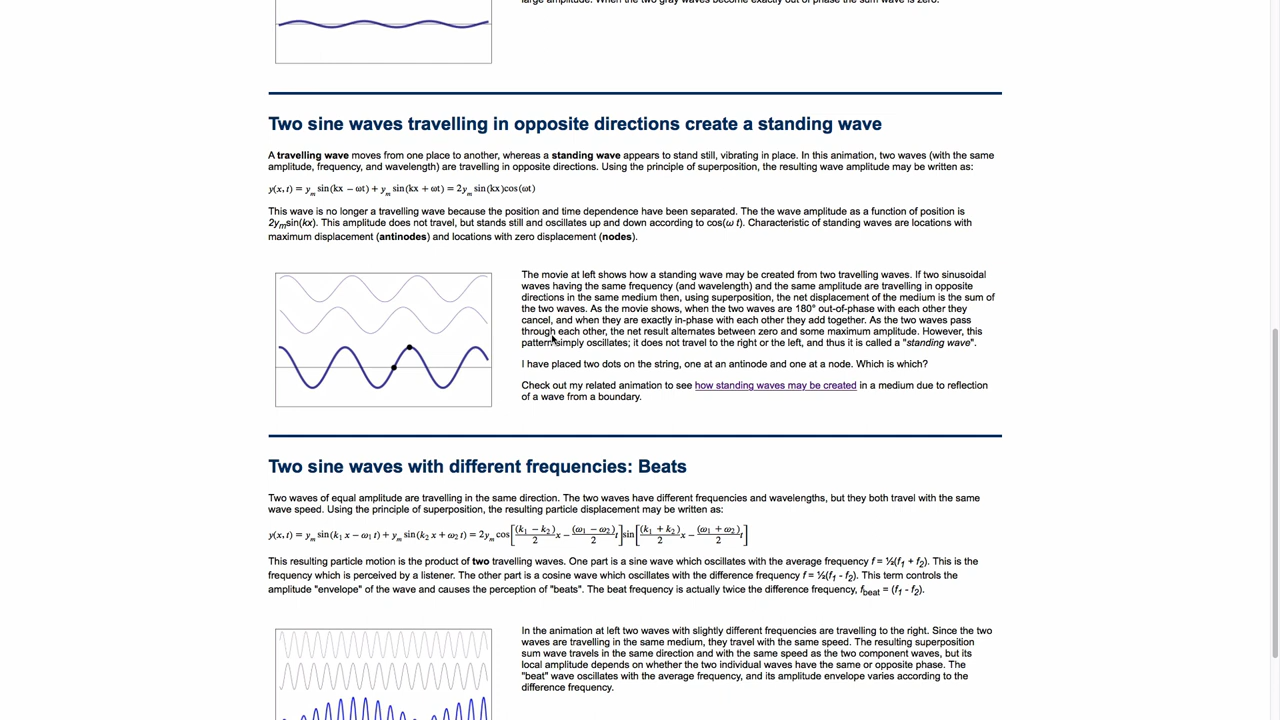 large amplitude. When the two gray waves become exactly out of phase the sum wave is zero.
Two sine waves travelling in opposite directions create a standing wave
A travelling wave moves from one place to another, whereas a standing wave appears to stand still, vibrating in place. In this animation, two waves (with the same
amplitude, frequency, and wavelength) are travelling in opposite directions. Using the principle of superposition, the resulting wave amplitude may be written as:
y(x, t) = y_m sin(kx − ωt) + y_m sin(kx + ωt) = 2y_m sin(kx)cos(ωt)
This wave is no longer a travelling wave because the position and time dependence have been separated. The the wave amplitude as a function of position is
2y_m sin(kx). This amplitude does not travel, but stands still and oscillates up and down according to cos(ω t). Characteristic of standing waves are locations with
maximum displacement (antinodes) and locations with zero displacement (nodes).
The movie at left shows how a standing wave may be created from two travelling waves. If two sinusoidal
waves having the same frequency (and wavelength) and the same amplitude are travelling in opposite
directions in the same medium then, using superposition, the net displacement of the medium is the sum of
the two waves. As the movie shows, when the two waves are 180° out-of-phase with each other they
cancel, and when they are exactly in-phase with each other they add together. As the two waves pass
through each other, the net result alternates between zero and some maximum amplitude. However, this
pattern simply oscillates; it does not travel to the right or the left, and thus it is called a "standing wave".
I have placed two dots on the string, one at an antinode and one at a node. Which is which?
Check out my related animation to see how standing waves may be created in a medium due to reflection
of a wave from a boundary.
Two sine waves with different frequencies: Beats
Two waves of equal amplitude are travelling in the same direction. The two waves have different frequencies and wavelengths, but they both travel with the same
wave speed. Using the principle of superposition, the resulting particle displacement may be written as:
y(x, t) = y_m sin(k₁ x − ω₁ t) + y_m sin(k₂ x + ω₂ t) = 2y_m cos[(k₁ − k₂)/2 x − (ω₁ − ω₂)/2 t]sin[(k₁ + k₂)/2 x − (ω₁ + ω₂)/2 t]
This resulting particle motion is the product of two travelling waves. One part is a sine wave which oscillates with the average frequency f = ½(f₁ + f₂). This is the
frequency which is perceived by a listener. The other part is a cosine wave which oscillates with the difference frequency f = ½(f₁ - f₂). This term controls the
amplitude "envelope" of the wave and causes the perception of "beats". The beat frequency is actually twice the difference frequency, f_beat = (f₁ - f₂).
In the animation at left two waves with slightly different frequencies are travelling to the right. Since the two
waves are travelling in the same medium, they travel with the same speed. The resulting superposition
sum wave travels in the same direction and with the same speed as the two component waves, but its
local amplitude depends on whether the two individual waves have the same or opposite phase. The
"beat" wave oscillates with the average frequency, and its amplitude envelope varies according to the
difference frequency.